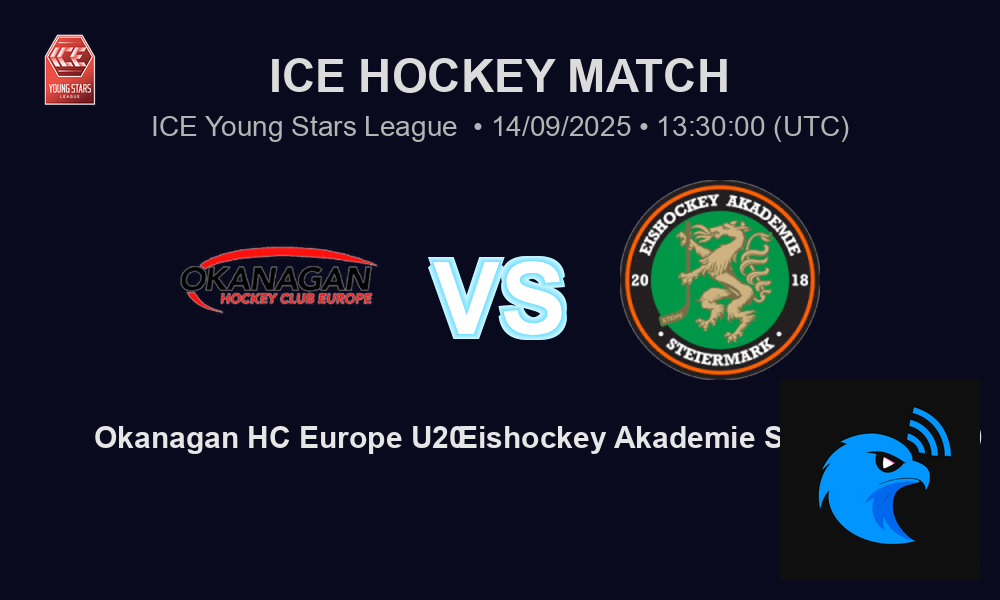 ICE HOCKEY MATCH
ICE
YOUNG STARS
LEAGUE
ICE Young Stars League • 14/09/2025 • 13:30:00 (UTC)
OKANAGAN
HOCKEY CLUB EUROPE
VS
EISHOCKEY AKADEMIE
20 18
• STEIERMARK •
Okanagan HC Europe U20
Eishockey Akademie